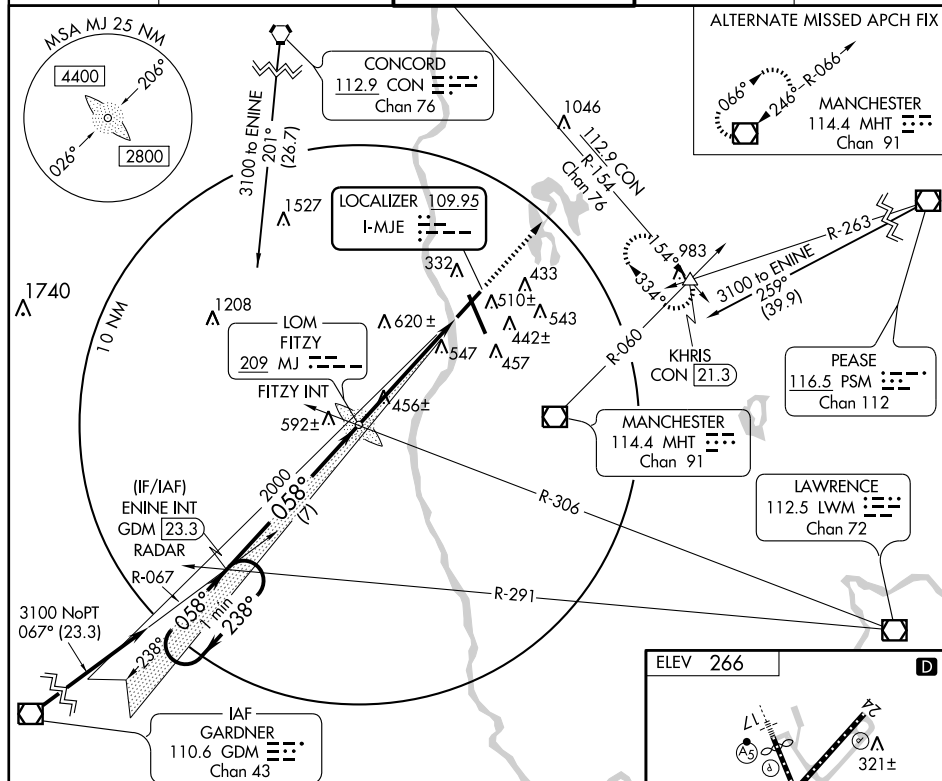 MSA MJ 25 NM
4400
206°
026°
2800
3100 to ENINE
201°
(26.7)
CONCORD
112.9 CON
Chan 76
1046
112.9 CON
R-154
Chan 76
ALTERNATE MISSED APCH FIX
066°
246°
R-066
MANCHESTER
114.4 MHT
Chan 91
1527
LOCALIZER 109.95
I-MJE
1740
10 NM
1208
332
433
510±
543
442±
457
620±
547
LOM
FITZY
209 MJ
FITZY INT
592±
456±
154°
334°
983
R-263
3100 to ENINE
259°
(39.9)
R-060
KHRIS
CON 21.3
PEASE
116.5 PSM
Chan 112
MANCHESTER
114.4 MHT
Chan 91
(IF/IAF)
ENINE INT
GDM 23.3
RADAR
2000
058°
(7)
R-306
LAWRENCE
112.5 LWM
Chan 72
R-067
R-291
3100 NoPT
067° (23.3)
058°
1 min
238°
238°
IAF
GARDNER
110.6 GDM
Chan 43
ELEV 266
D
17
24
A5
P
P
321±